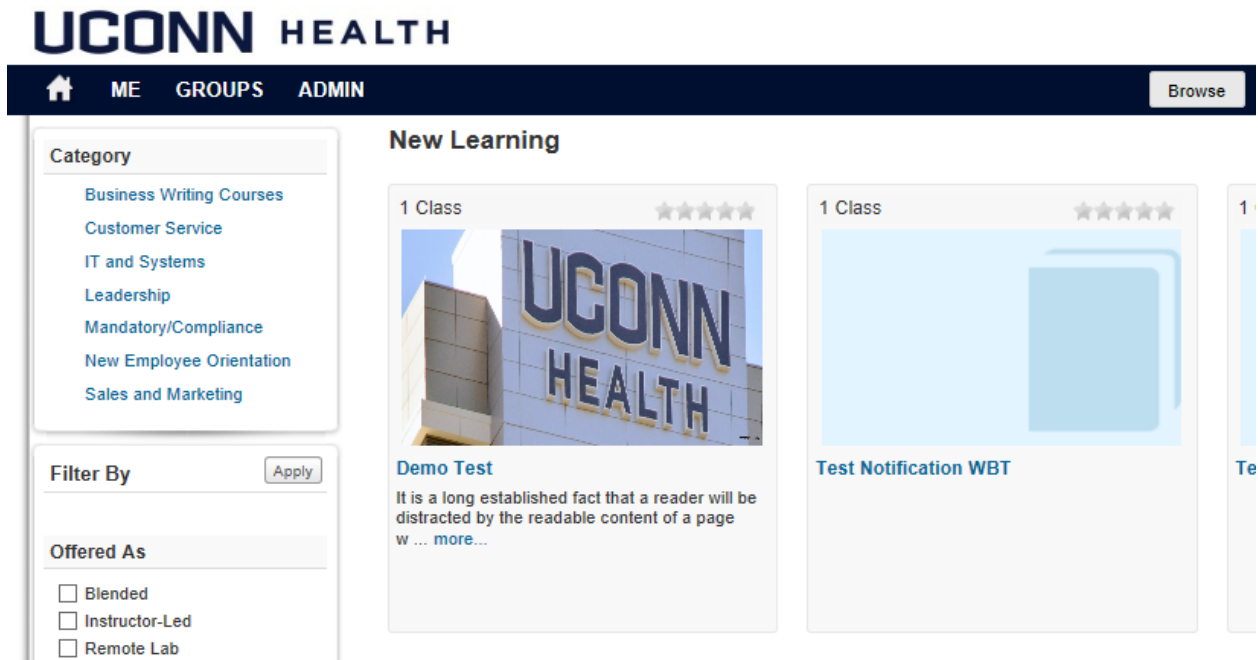 UCONN HEALTH
ME GROUPS ADMIN Browse
Category
Business Writing Courses
Customer Service
IT and Systems
Leadership
Mandatory/Compliance
New Employee Orientation
Sales and Marketing
Filter By Apply
Offered As
Blended
Instructor-Led
Remote Lab
New Learning
1 Class
UCONN
HEALTH
Demo Test
It is a long established fact that a reader will be
distracted by the readable content of a page
w ... more...
1 Class
Test Notification WBT
1
Te